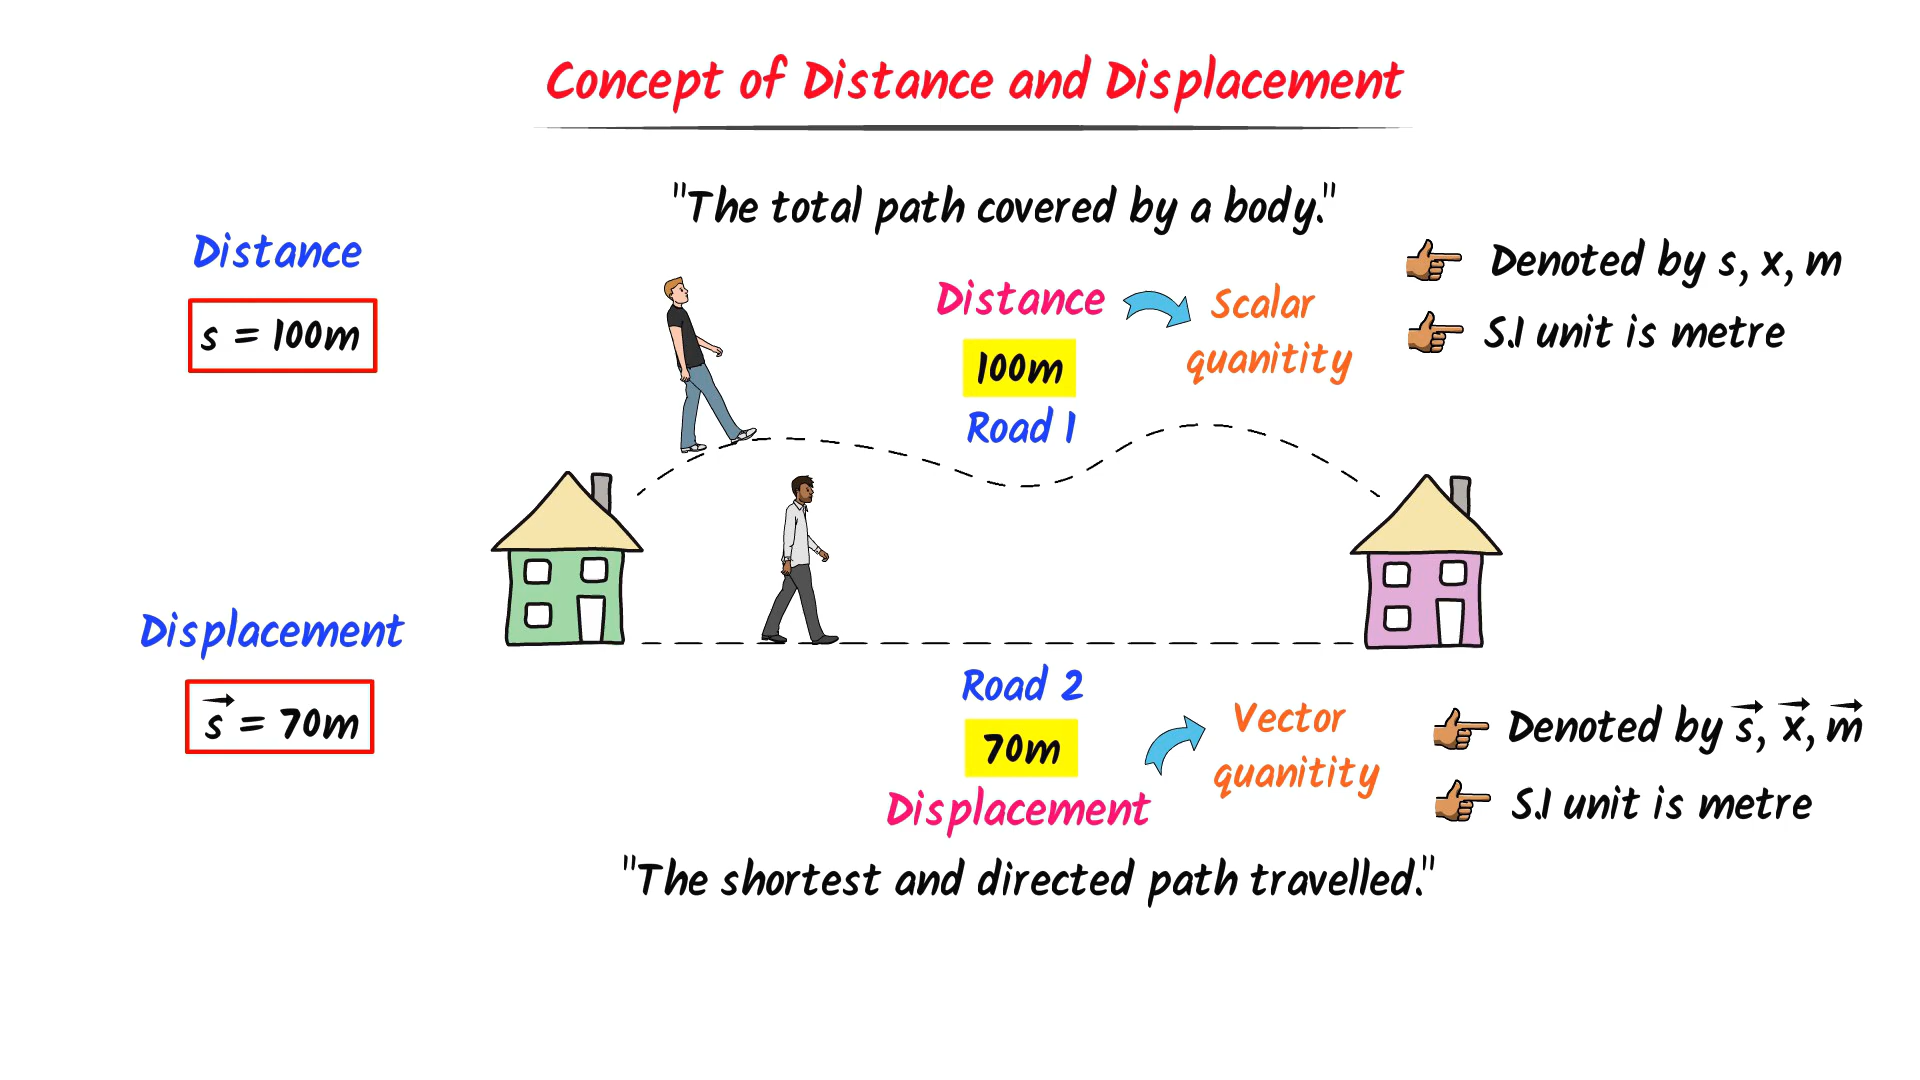 Concept of Distance and Displacement
"The total path covered by a body."
Distance
s = 100m
Distance
Scalar
quanitity
100m
Road 1
Denoted by s, x, m
S.I unit is metre
Displacement
s⃗ = 70m
Road 2
70m
Displacement
Vector
quanitity
Denoted by s⃗, x⃗, m⃗
S.I unit is metre
"The shortest and directed path travelled."